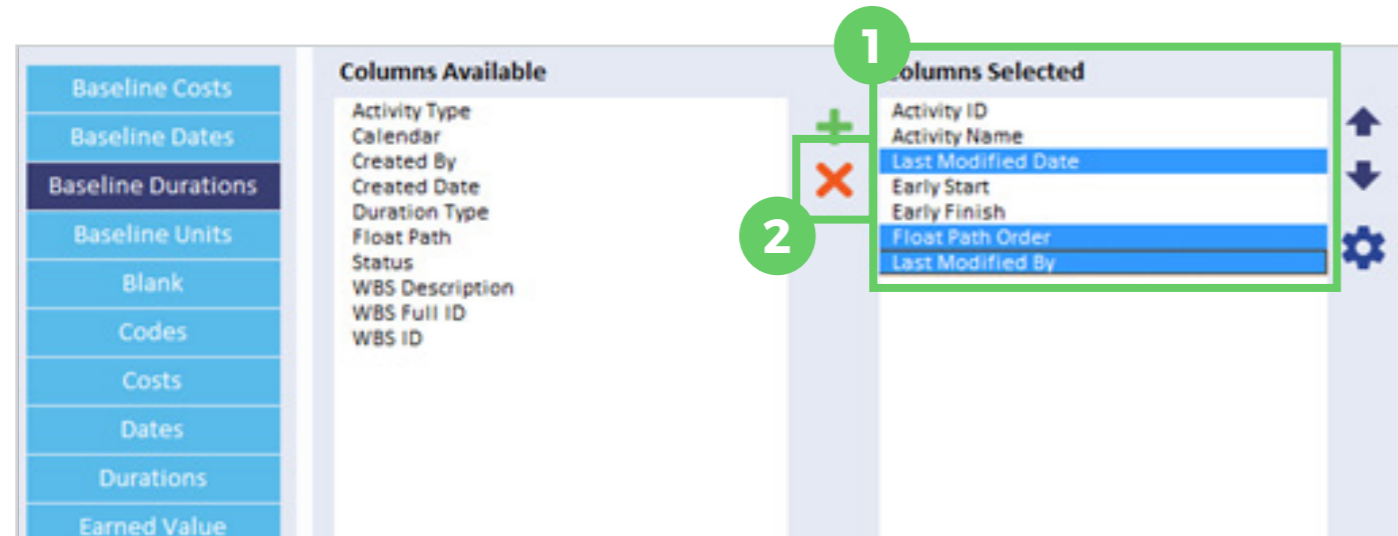 1
Columns Available
olumns Selected
Baseline Costs
Baseline Dates
Baseline Durations
Baseline Units
Blank
Codes
Costs
Dates
Durations
Earned Value
Activity Type
Calendar
Created By
Created Date
Duration Type
Float Path
Status
WBS Description
WBS Full ID
WBS ID
2
Activity ID
Activity Name
Last Modified Date
Early Start
Early Finish
Float Path Order
Last Modified By